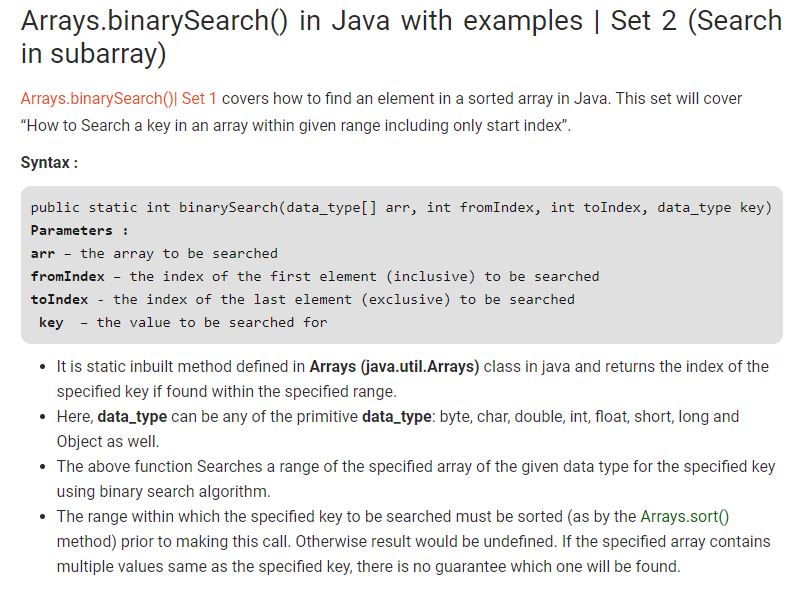 Arrays.binarySearch() in Java with examples | Set 2 (Search
in subarray)
Arrays.binarySearch()| Set 1 covers how to find an element in a sorted array in Java. This set will cover
“How to Search a key in an array within given range including only start index”.
Syntax :
public static int binarySearch(data_type[] arr, int fromIndex, int toIndex, data_type key)
Parameters :
arr – the array to be searched
fromIndex – the index of the first element (inclusive) to be searched
toIndex - the index of the last element (exclusive) to be searched
key – the value to be searched for
• It is static inbuilt method defined in Arrays (java.util.Arrays) class in java and returns the index of the
specified key if found within the specified range.
• Here, data_type can be any of the primitive data_type: byte, char, double, int, float, short, long and
Object as well.
• The above function Searches a range of the specified array of the given data type for the specified key
using binary search algorithm.
• The range within which the specified key to be searched must be sorted (as by the Arrays.sort()
method) prior to making this call. Otherwise result would be undefined. If the specified array contains
multiple values same as the specified key, there is no guarantee which one will be found.